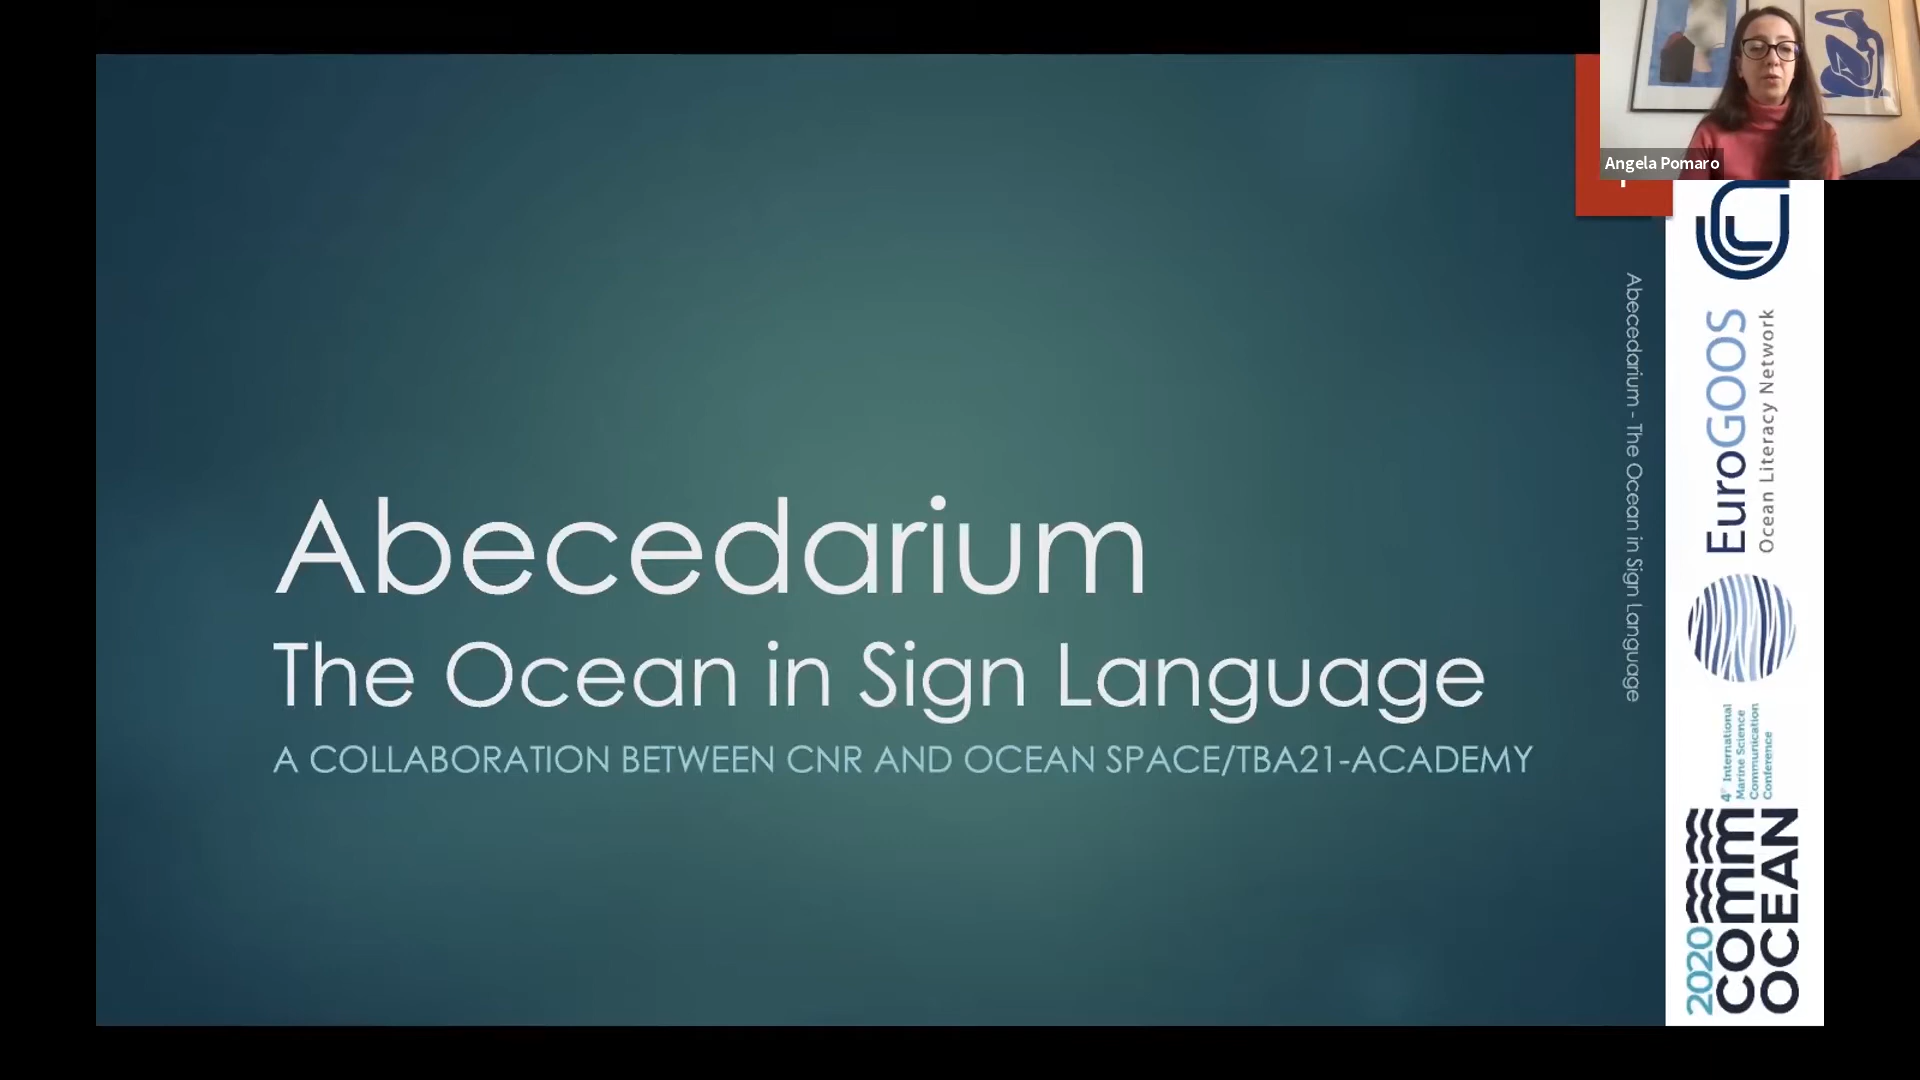 Angela Pomaro
Abecedarium
The Ocean in Sign Language
A COLLABORATION BETWEEN CNR AND OCEAN SPACE/TBA21-ACADEMY
Abecedarium - The Ocean in Sign Language
EuroGOOS
Ocean Literacy Network
4th International
Marine Science
Communication
Conference
2020
comm
OCEAN